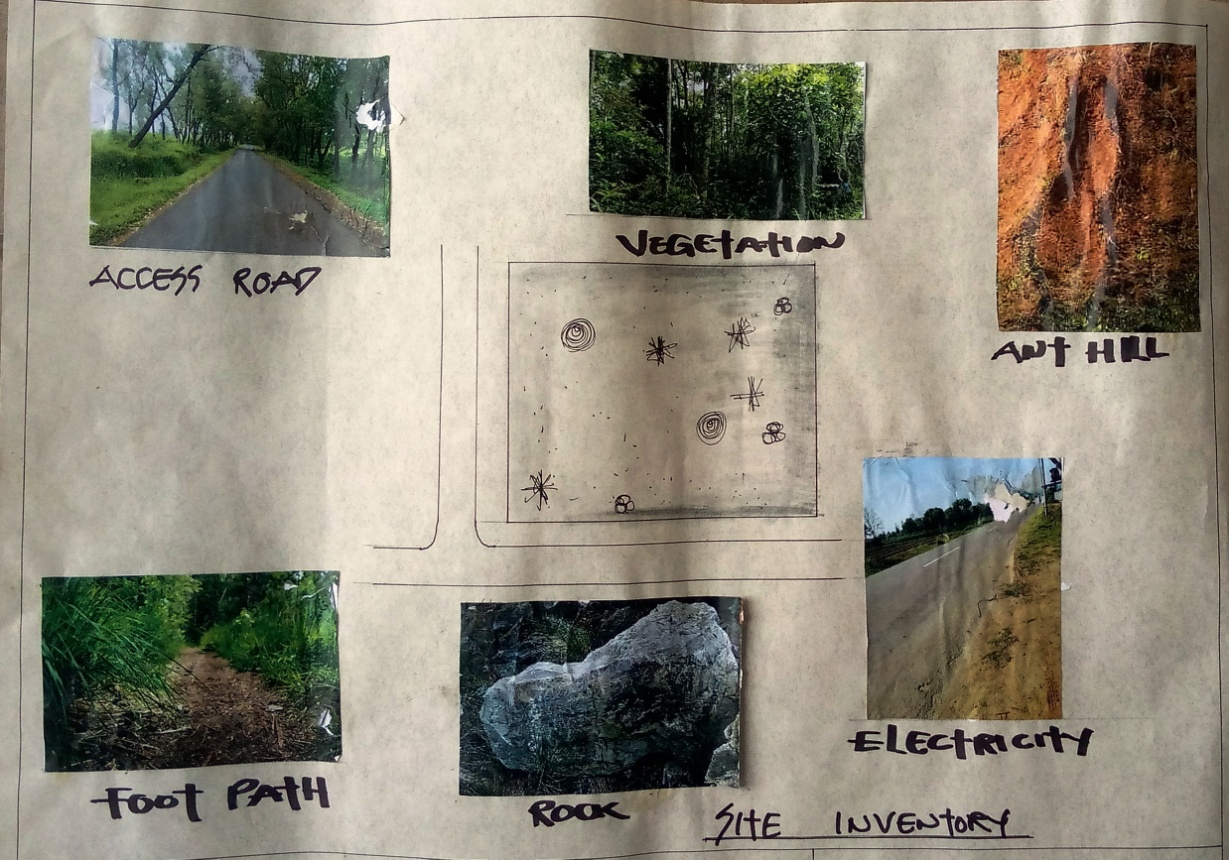 VEGETATION
ACCESS ROAD
ANT HILL
ELECTRICITY
FOOT PATH
ROCK
SITE INVENTORY